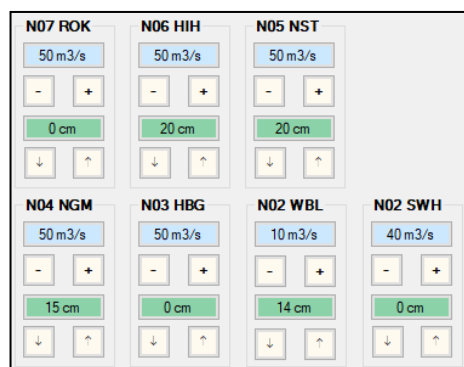 N07 ROK N06 HIH N05 NST
50 m3/s 50 m3/s 50 m3/s
- + - + - +
0 cm 20 cm 20 cm
↓ ↑ ↓ ↑ ↓ ↑
N04 NGM N03 HBG N02 WBL N02 SWH
50 m3/s 50 m3/s 10 m3/s 40 m3/s
- + - + - + - +
15 cm 0 cm 14 cm 0 cm
↓ ↑ ↓ ↑ ↓ ↑ ↓ ↑